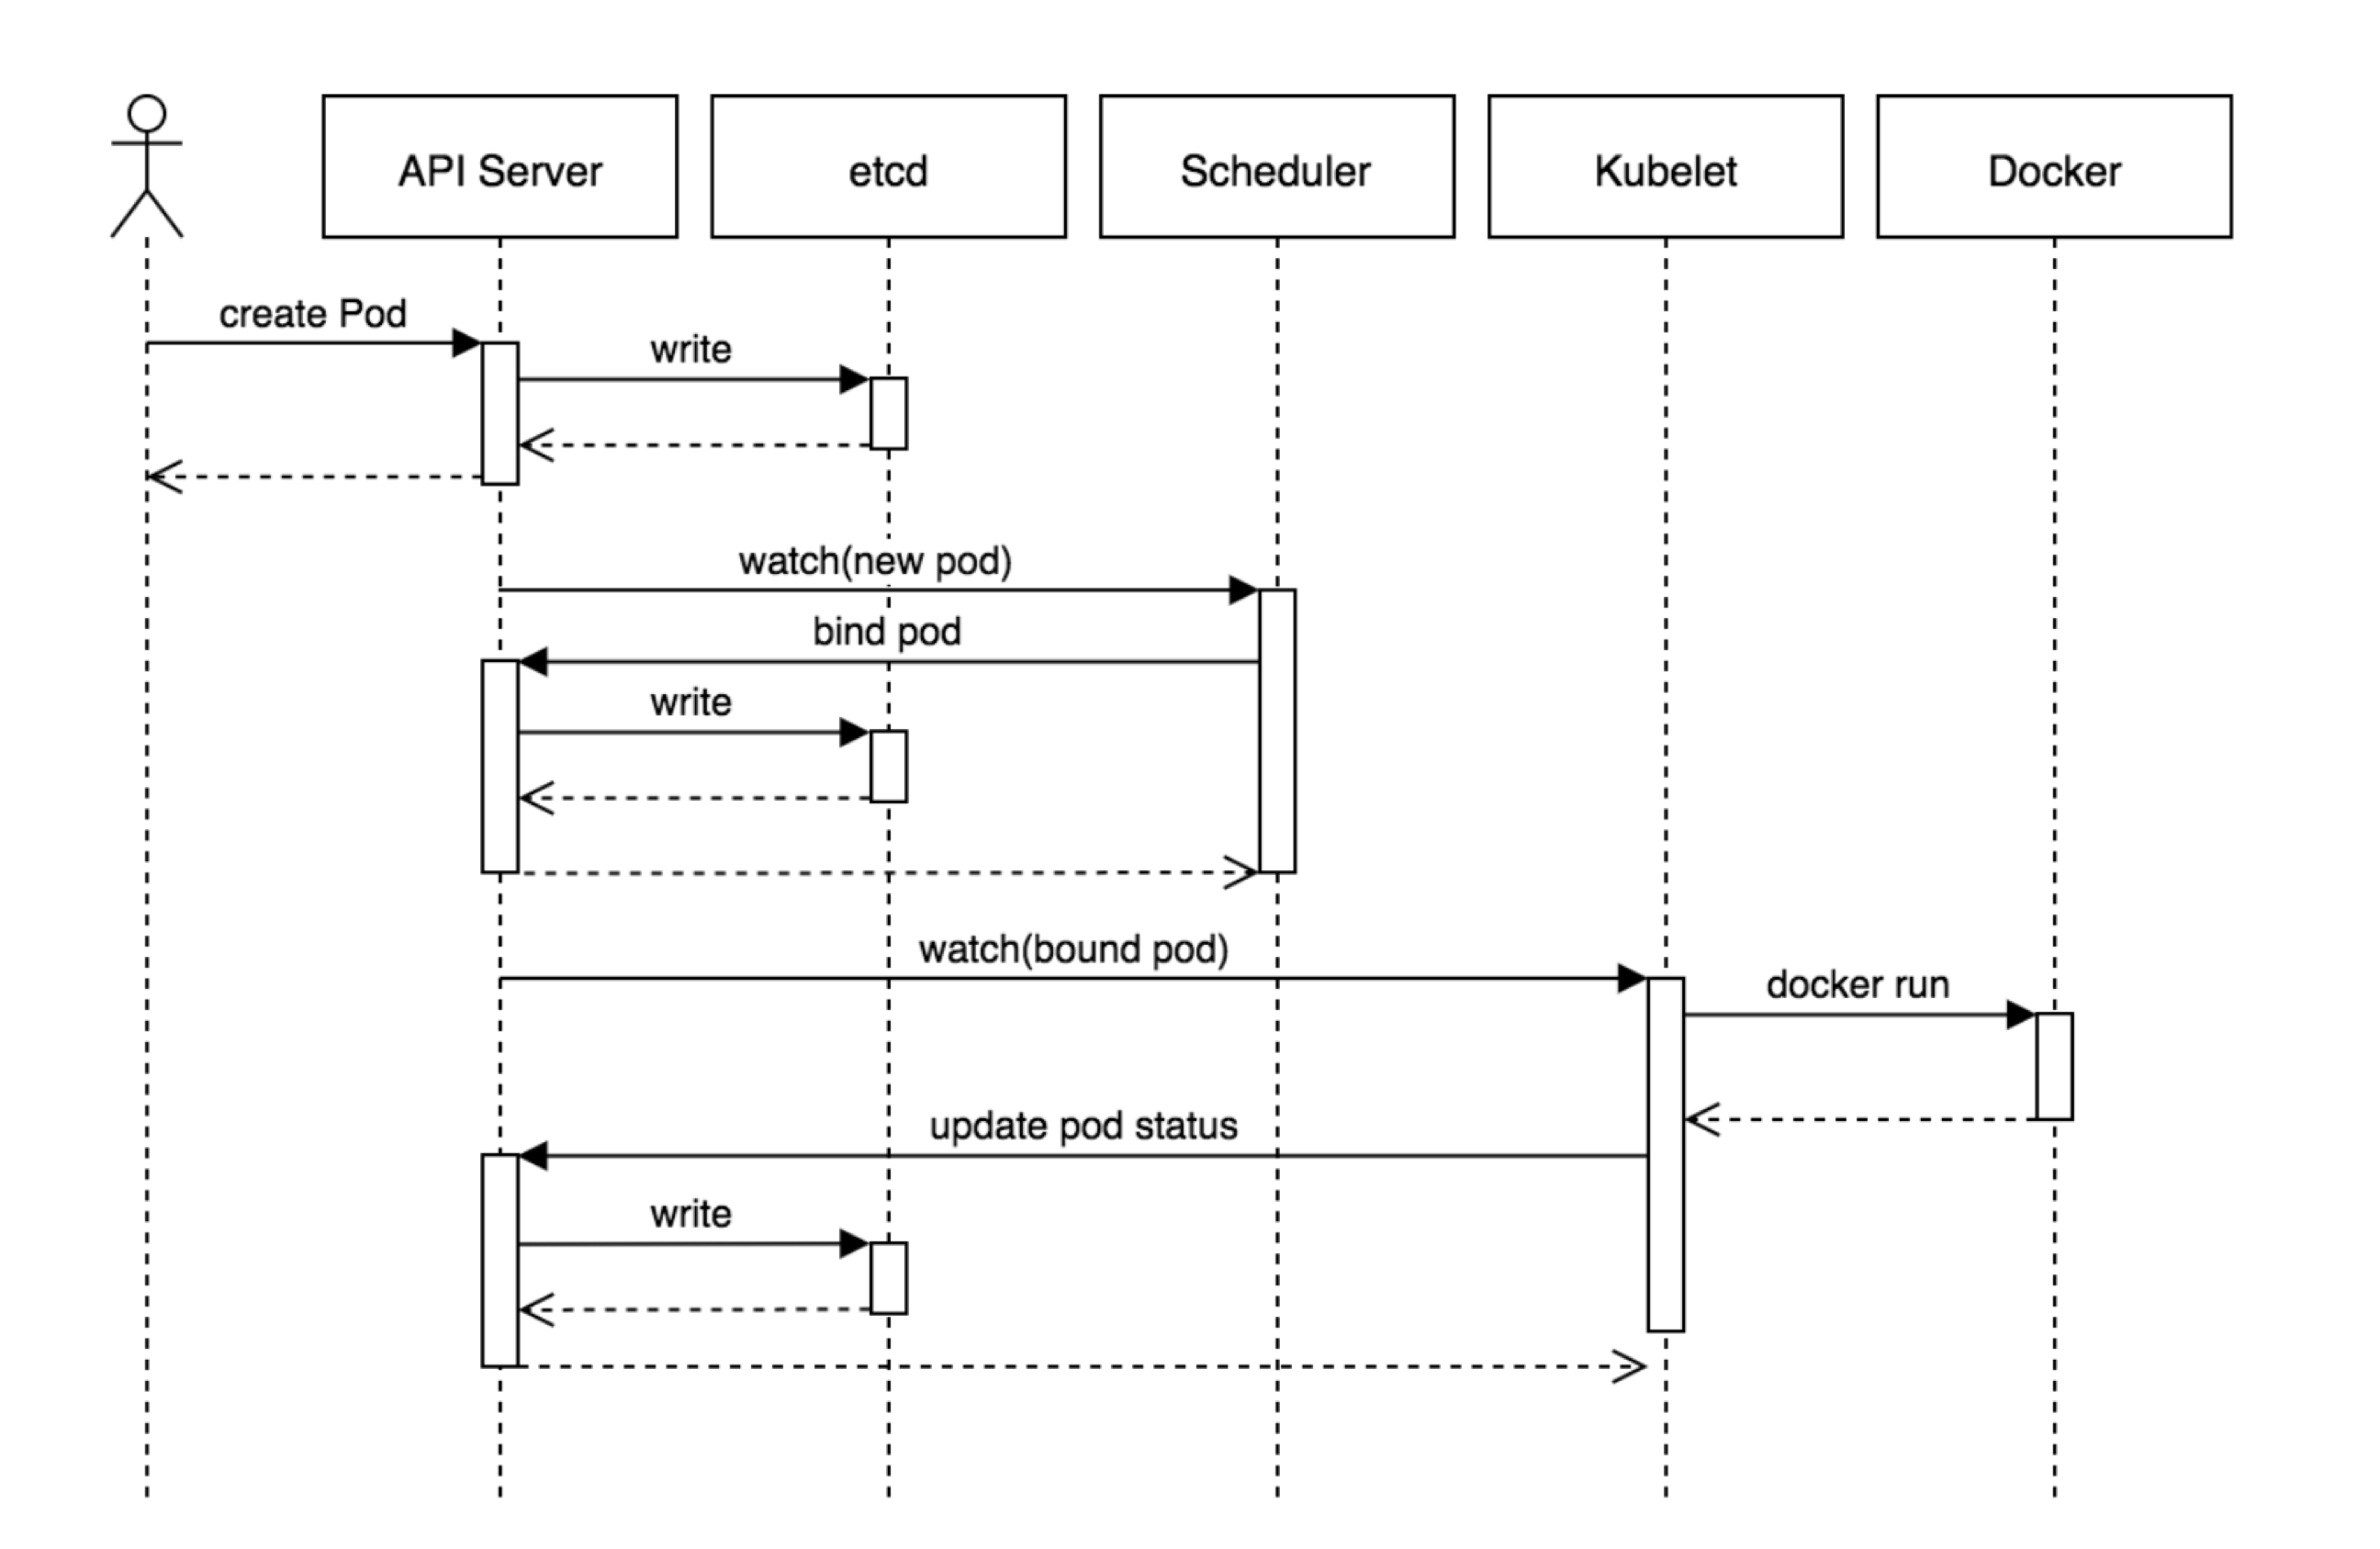 API Server
etcd
Scheduler
Kubelet
Docker
create Pod
write
watch(new pod)
bind pod
write
watch(bound pod)
docker run
update pod status
write